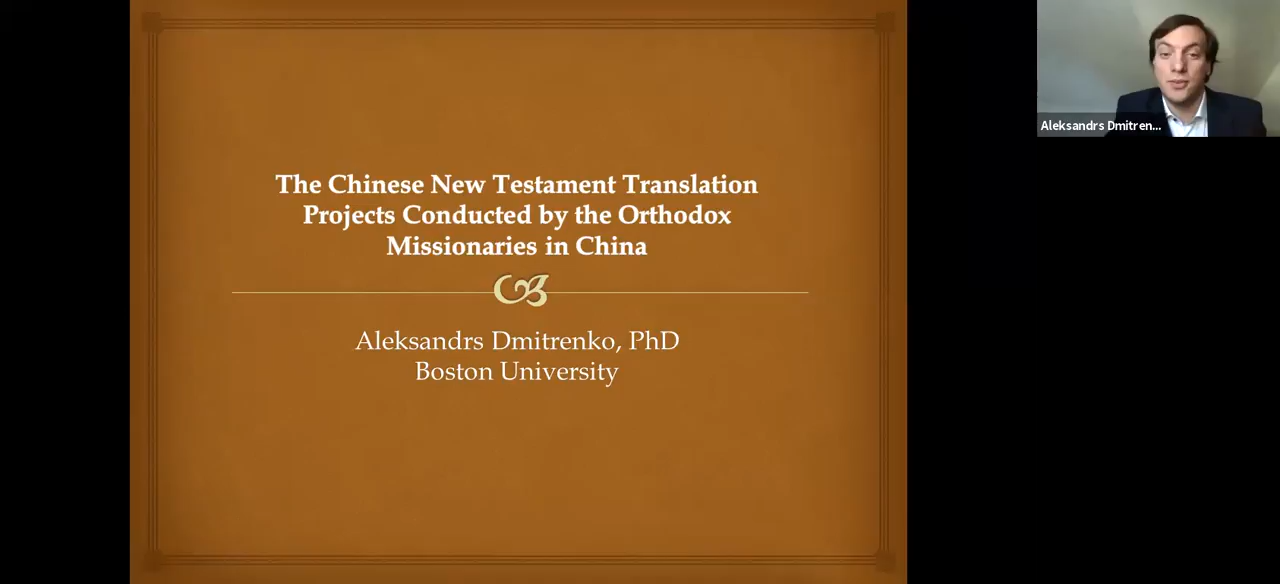 The Chinese New Testament Translation
Projects Conducted by the Orthodox
Missionaries in China
Aleksandrs Dmitrenko, PhD
Boston University
Aleksandrs Dmitren...